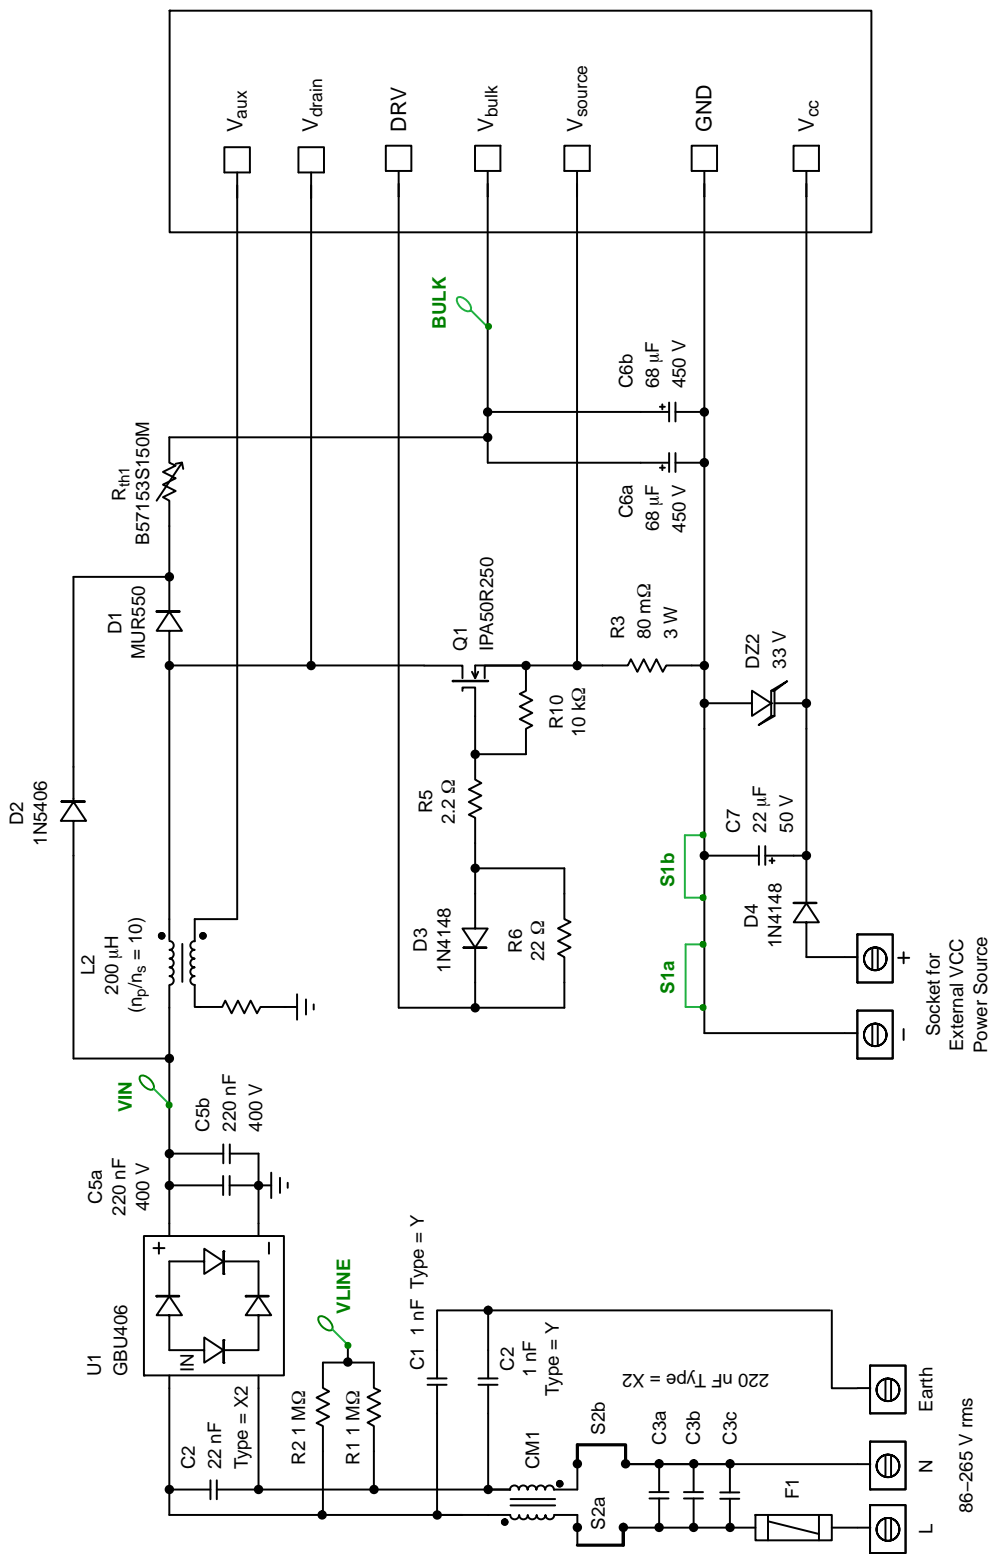 U1
GBU406
IN
+
−
C2
22 nF
Type = X2
C5a
220 nF
400 V
C5b
220 nF
400 V
VIN
L2
200 μH
(np/ns = 10)
D2
1N5406
D1
MUR550
Rth1
B57153S150M
Vaux
Vdrain
DRV
Vbulk
Vsource
GND
Vcc
BULK
C6a
68 μF
450 V
C6b
68 μF
450 V
+
+
Q1
IPA50R250
R10
10 kΩ
R3
80 mΩ
3 W
R5
2.2 Ω
D3
1N4148
R6
22 Ω
S1a
S1b
DZ2
33 V
C7
22 μF
50 V
+
D4
1N4148
−
+
Socket for
External VCC
Power Source
R2 1 MΩ
R1 1 MΩ
VLINE
C1 1 nF Type = Y
C2
1 nF
Type = Y
CM1
S2a
S2b
C3a
C3b
C3c
220 nF Type = X2
F1
L
N
Earth
86−265 V rms